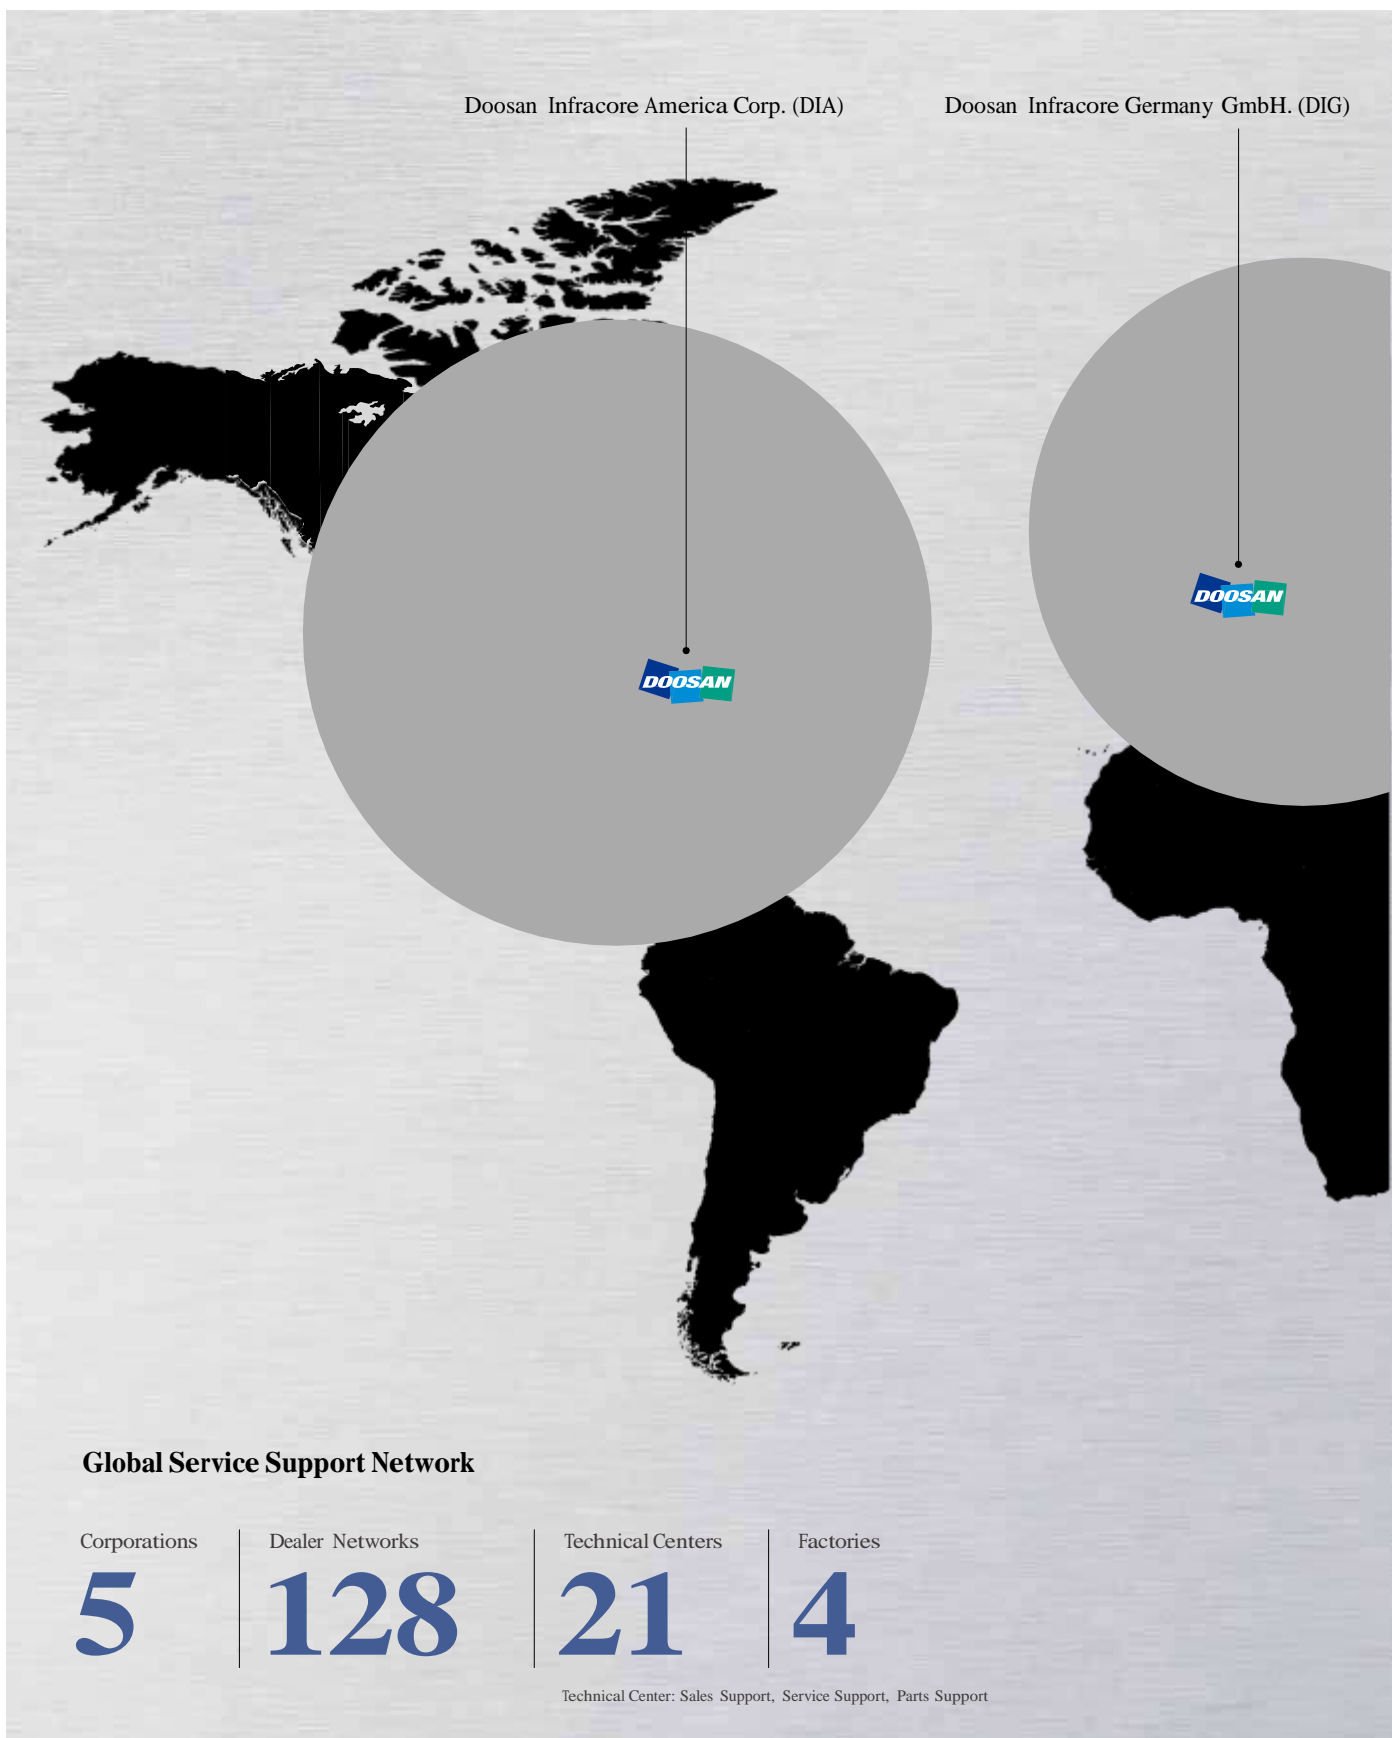 Doosan Infracore America Corp. (DIA)
Doosan Infracore Germany GmbH. (DIG)
DOOSAN
DOOSAN
Global Service Support Network
Corporations
5
Dealer Networks
128
Technical Centers
21
Factories
4
Technical Center: Sales Support, Service Support, Parts Support